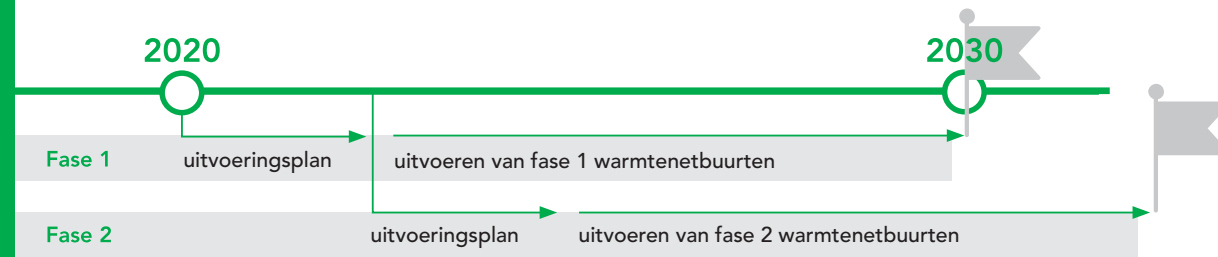 2020 2030
Fase 1 uitvoeringsplan uitvoeren van fase 1 warmtenetbuurten
Fase 2 uitvoeringsplan uitvoeren van fase 2 warmtenetbuurten